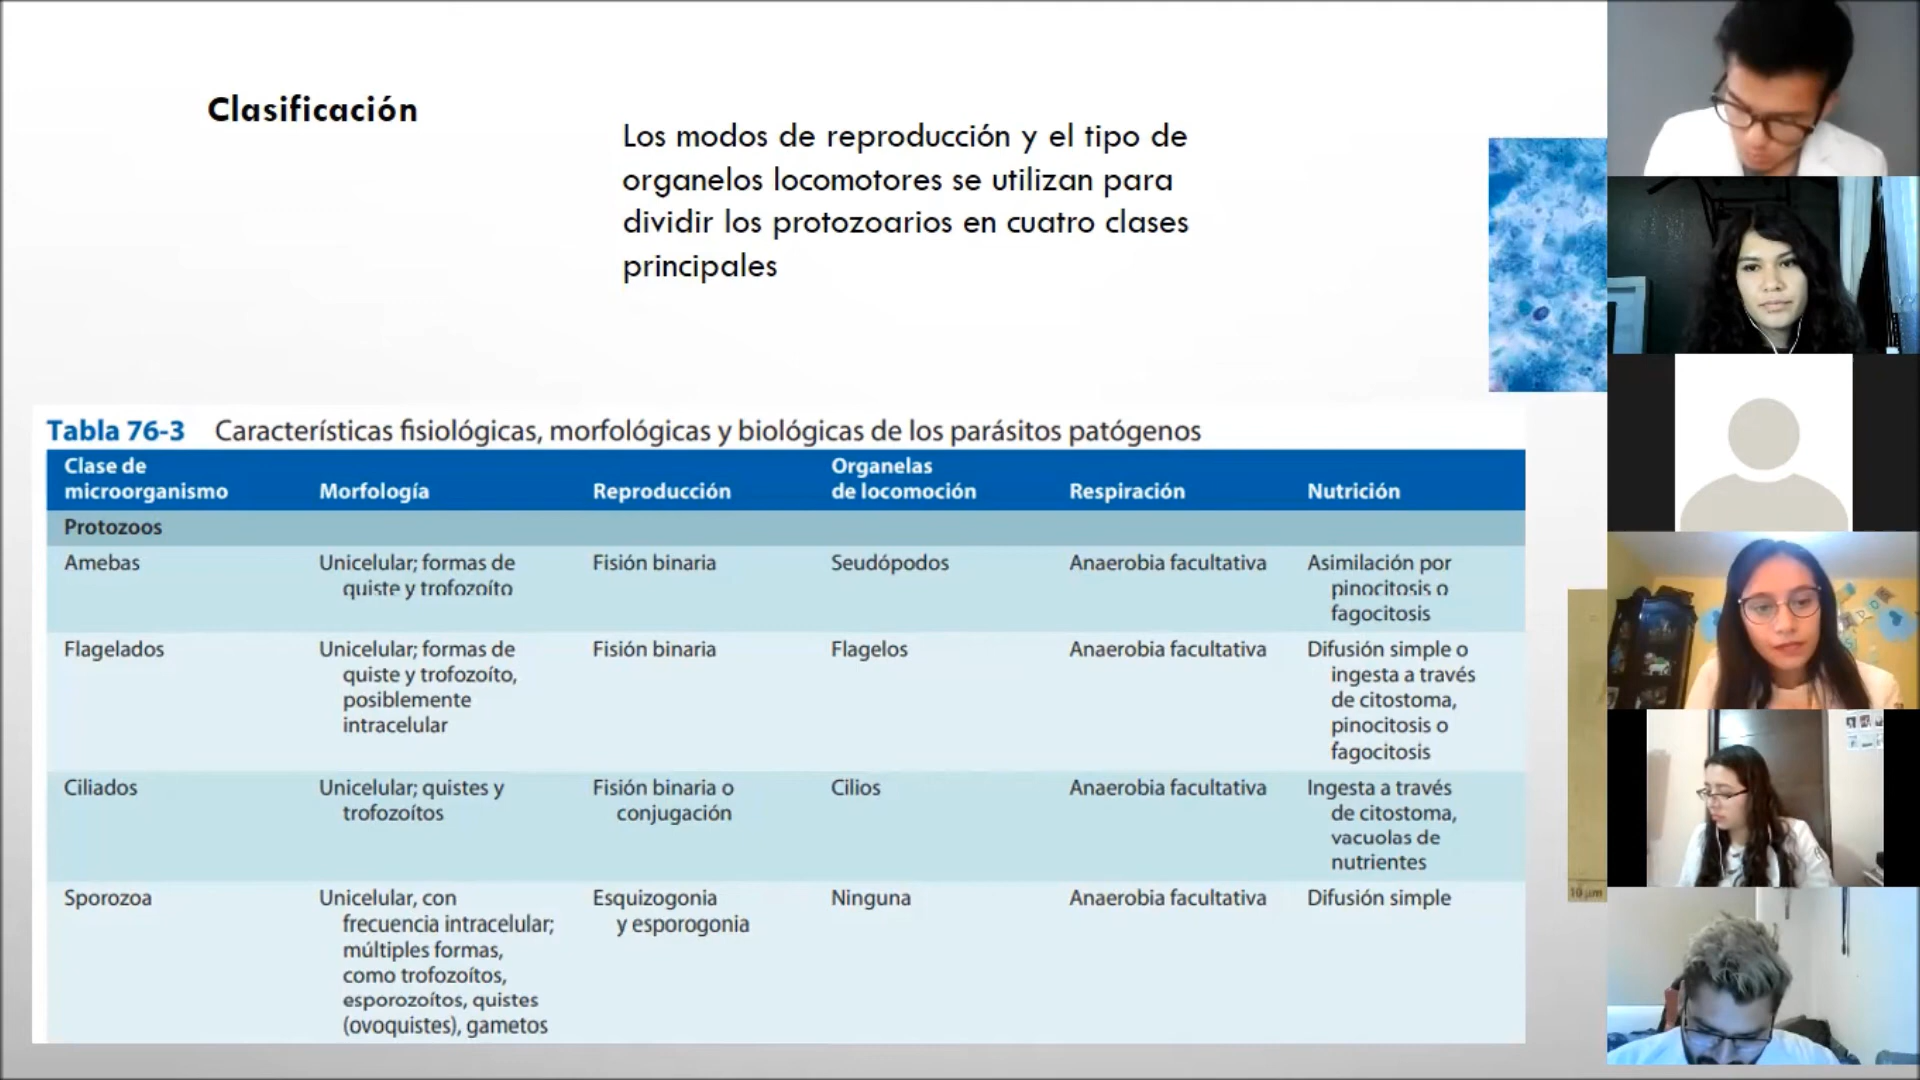 Clasificación
Los modos de reproducción y el tipo de
organelos locomotores se utilizan para
dividir los protozoarios en cuatro clases
principales
Tabla 76-3 Características fisiológicas, morfológicas y biológicas de los parásitos patógenos
Clase de
microorganismo
Morfología
Reproducción
Organelas
de locomoción
Respiración
Nutrición
Protozoos
Amebas
Unicelular; formas de
quiste y trofozoíto
Fisión binaria
Seudópodos
Anaerobia facultativa
Asimilación por
pinocitosis o
fagocitosis
Flagelados
Unicelular; formas de
quiste y trofozoíto,
posiblemente
intracelular
Fisión binaria
Flagelos
Anaerobia facultativa
Difusión simple o
ingesta a través
de citostoma,
pinocitosis o
fagocitosis
Ciliados
Unicelular; quistes y
trofozoítos
Fisión binaria o
conjugación
Cilios
Anaerobia facultativa
Ingesta a través
de citostoma,
vacuolas de
nutrientes
Sporozoa
Unicelular, con
frecuencia intracelular;
múltiples formas,
como trofozoítos,
esporozoítos, quistes
(ovoquistes), gametos
Esquizogonia
y esporogonia
Ninguna
Anaerobia facultativa
Difusión simple
10 µm